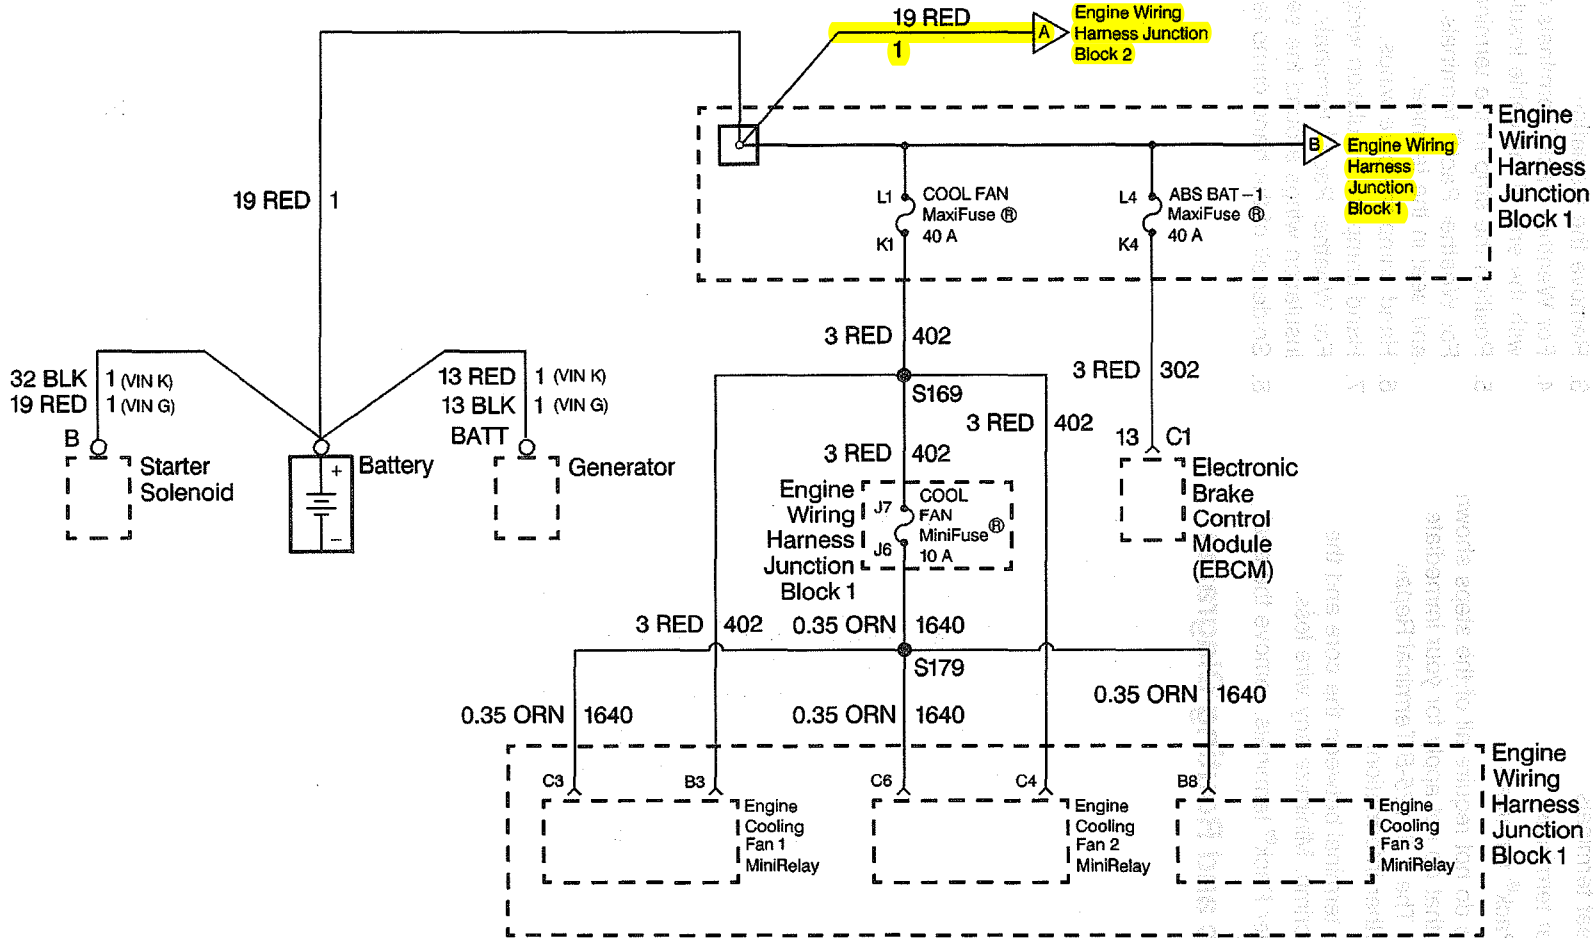 19 RED
1
A
Engine Wiring
Harness Junction
Block 2
Engine
Wiring
Harness
Junction
Block 1
B
Engine Wiring
Harness
Junction
Block 1
19 RED 1
L1
COOL FAN
MaxiFuse ®
40 A
K1
L4
ABS BAT-1
MaxiFuse ®
40 A
K4
3 RED 402
3 RED 302
32 BLK 1 (VIN K)
19 RED 1 (VIN G)
B
Starter
Solenoid
+
-
Battery
13 RED 1 (VIN K)
13 BLK 1 (VIN G)
BATT
Generator
S169
3 RED 402
3 RED 402
13 C1
Electronic
Brake
Control
Module
(EBCM)
Engine
Wiring
Harness
Junction
Block 1
J7
COOL
FAN
MiniFuse®
10 A
J6
3 RED 402
0.35 ORN 1640
S179
0.35 ORN 1640
0.35 ORN 1640
0.35 ORN 1640
Engine
Wiring
Harness
Junction
Block 1
C3
B3
C6
C4
B8
Engine
Cooling
Fan 1
MiniRelay
Engine
Cooling
Fan 2
MiniRelay
Engine
Cooling
Fan 3
MiniRelay